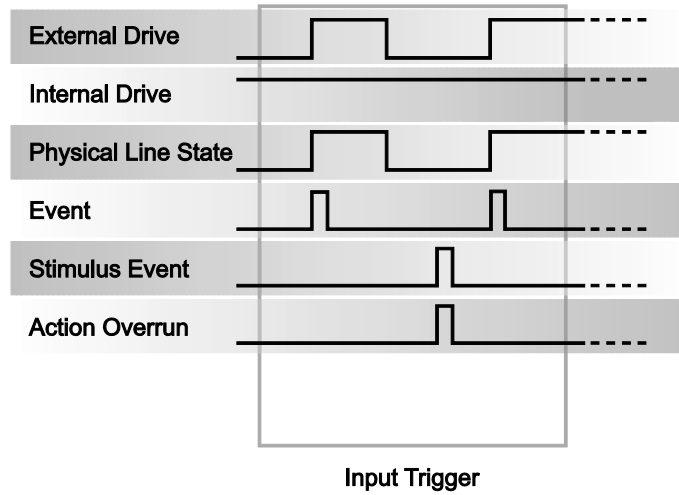 External Drive
Internal Drive
Physical Line State
Event
Stimulus Event
Action Overrun
Input Trigger